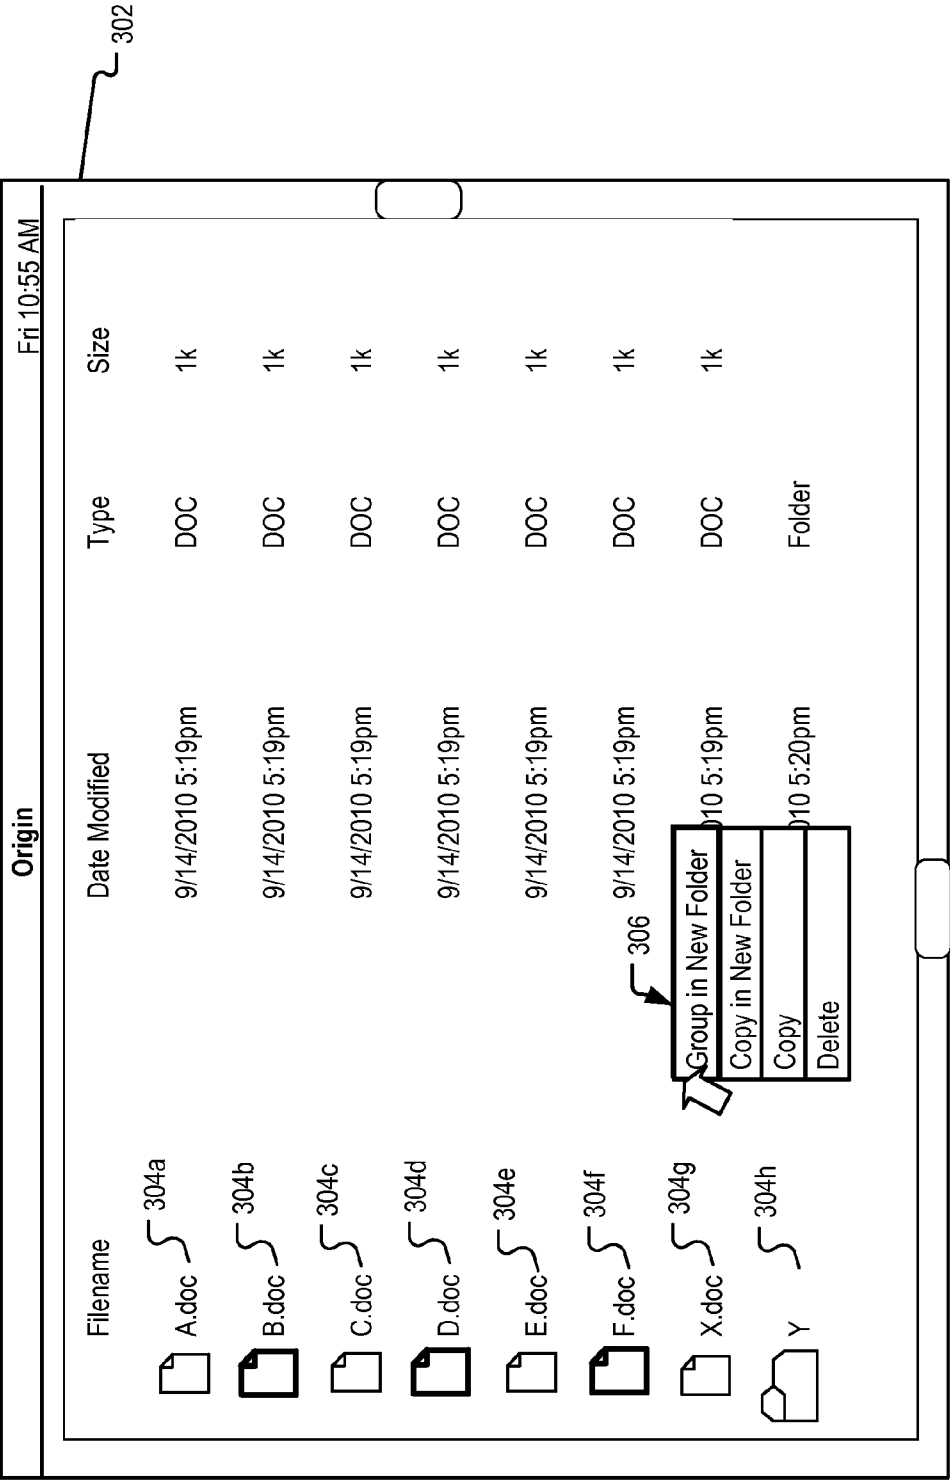 302
Origin
Fri 10:55 AM
Filename Date Modified Type Size
A.doc 304a 9/14/2010 5:19pm DOC 1k
B.doc 304b 9/14/2010 5:19pm DOC 1k
C.doc 304c 9/14/2010 5:19pm DOC 1k
D.doc 304d 9/14/2010 5:19pm DOC 1k
E.doc 304e 9/14/2010 5:19pm DOC 1k
F.doc 304f 9/14/2010 5:19pm DOC 1k
306
X.doc 304g 010 5:19pm DOC 1k
Y 304h 010 5:20pm Folder
Group in New Folder
Copy in New Folder
Copy
Delete